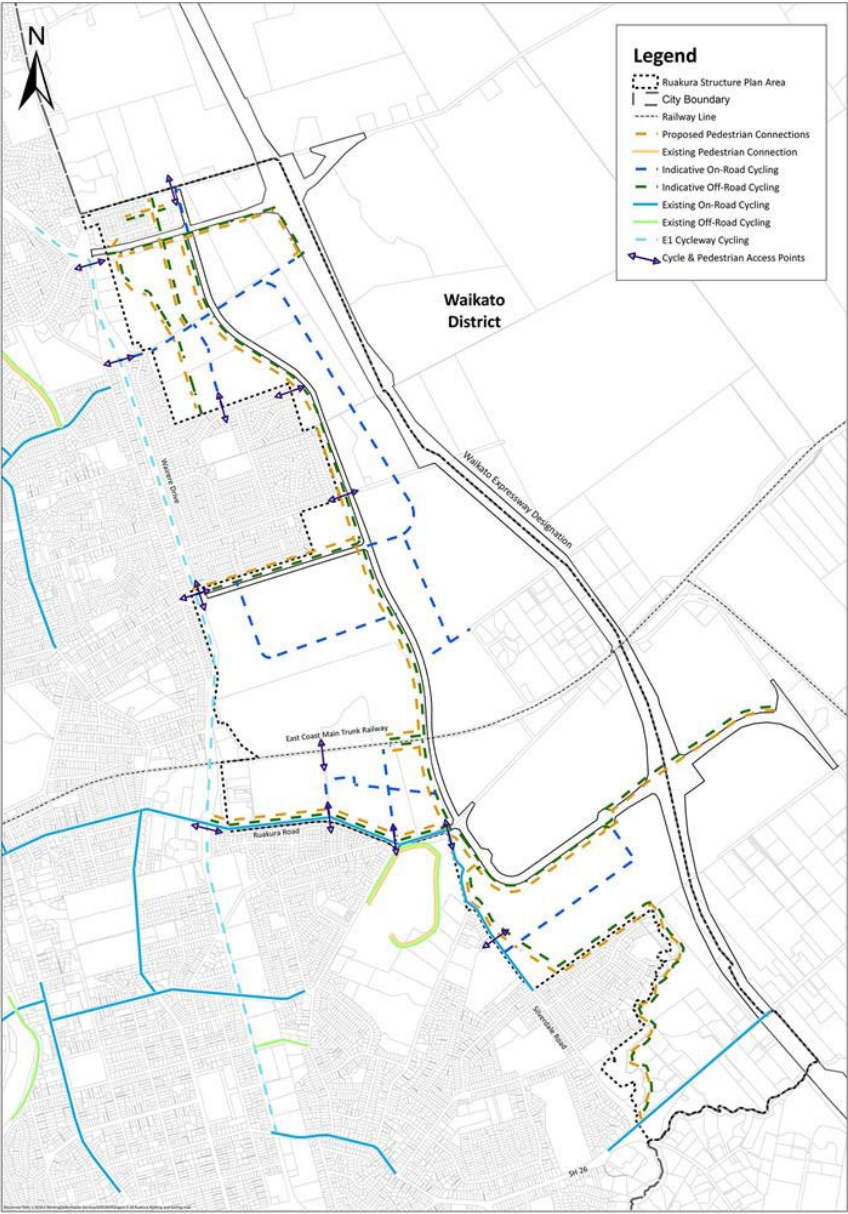 N
Legend
Ruakura Structure Plan Area
City Boundary
Railway Line
Proposed Pedestrian Connections
Existing Pedestrian Connection
Indicative On-Road Cycling
Indicative Off-Road Cycling
Existing On-Road Cycling
Existing Off-Road Cycling
E1 Cycleway Cycling
Cycle & Pedestrian Access Points
Waikato
District
Wairere Drive
Waikato Expressway Designation
East Coast Main Trunk Railway
Ruakura Road
Silverdale Road
SH 26